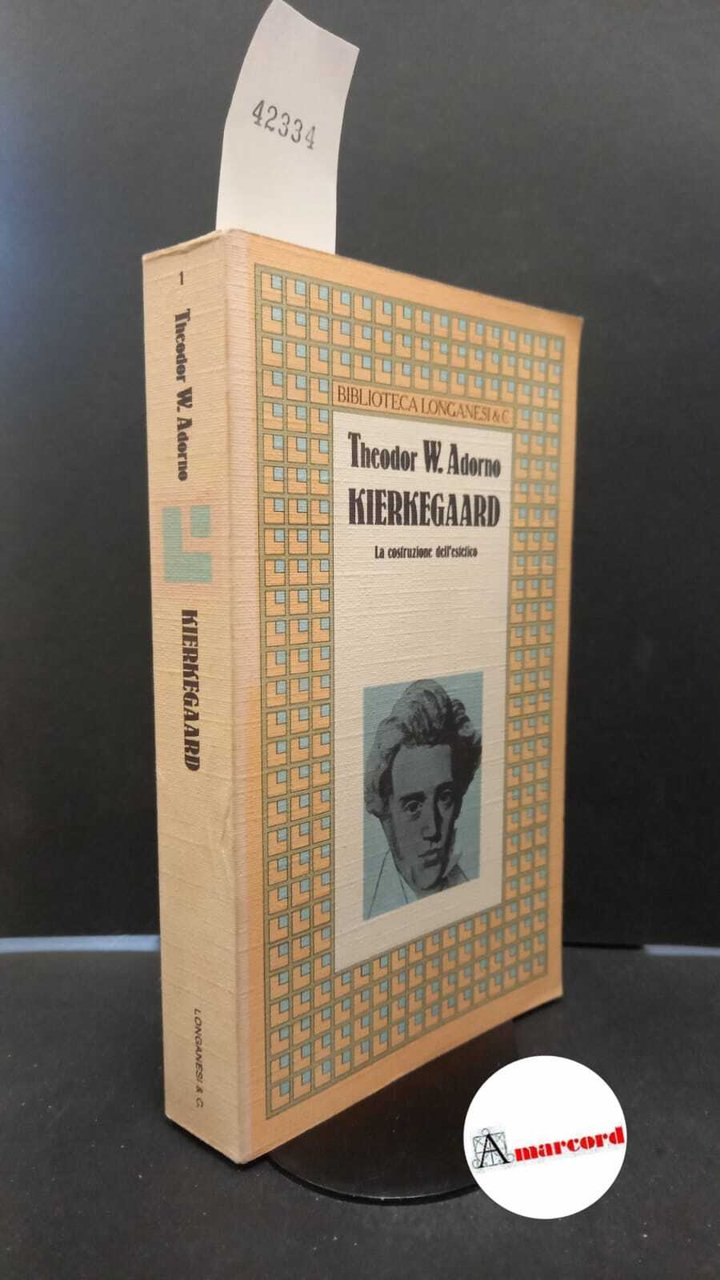 42334
1
Theodor W. Adorno
KIERKEGAARD
LONGANESI & C.
BIBLIOTECA LONGANESI & C.
Theodor W. Adorno
KIERKEGAARD
La costruzione dell'estetico
Amarcord